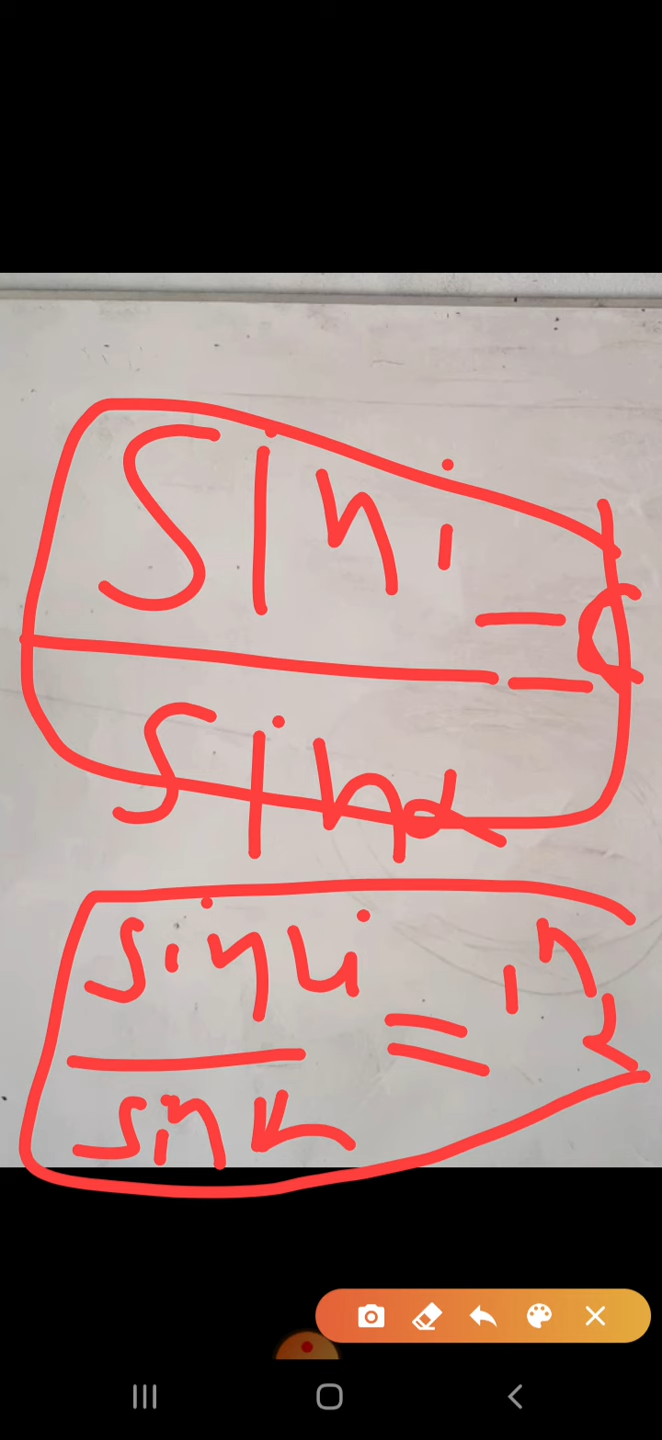 sin i
= c
sin α
sin i
= n
sin r